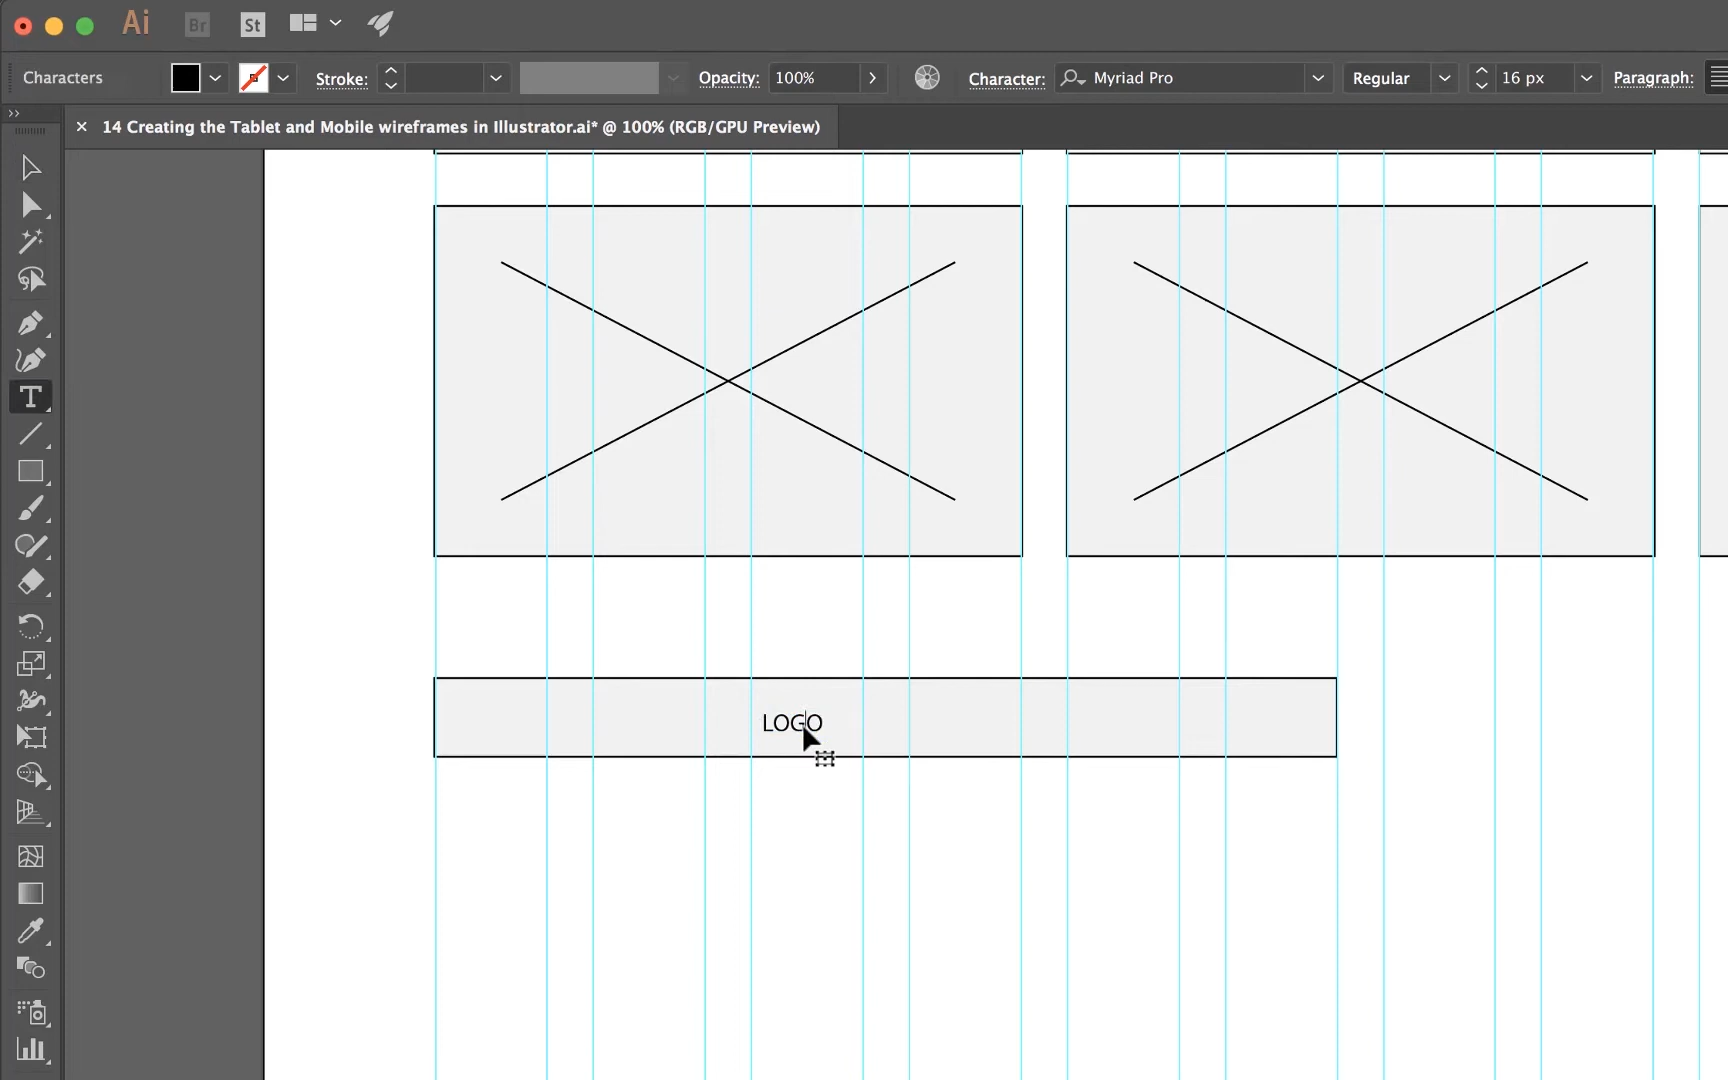 Ai Br St
Characters Stroke: Opacity: 100% Character: Myriad Pro Regular 16 px Paragraph:
14 Creating the Tablet and Mobile wireframes in Illustrator.ai* @ 100% (RGB/GPU Preview)
LOGO